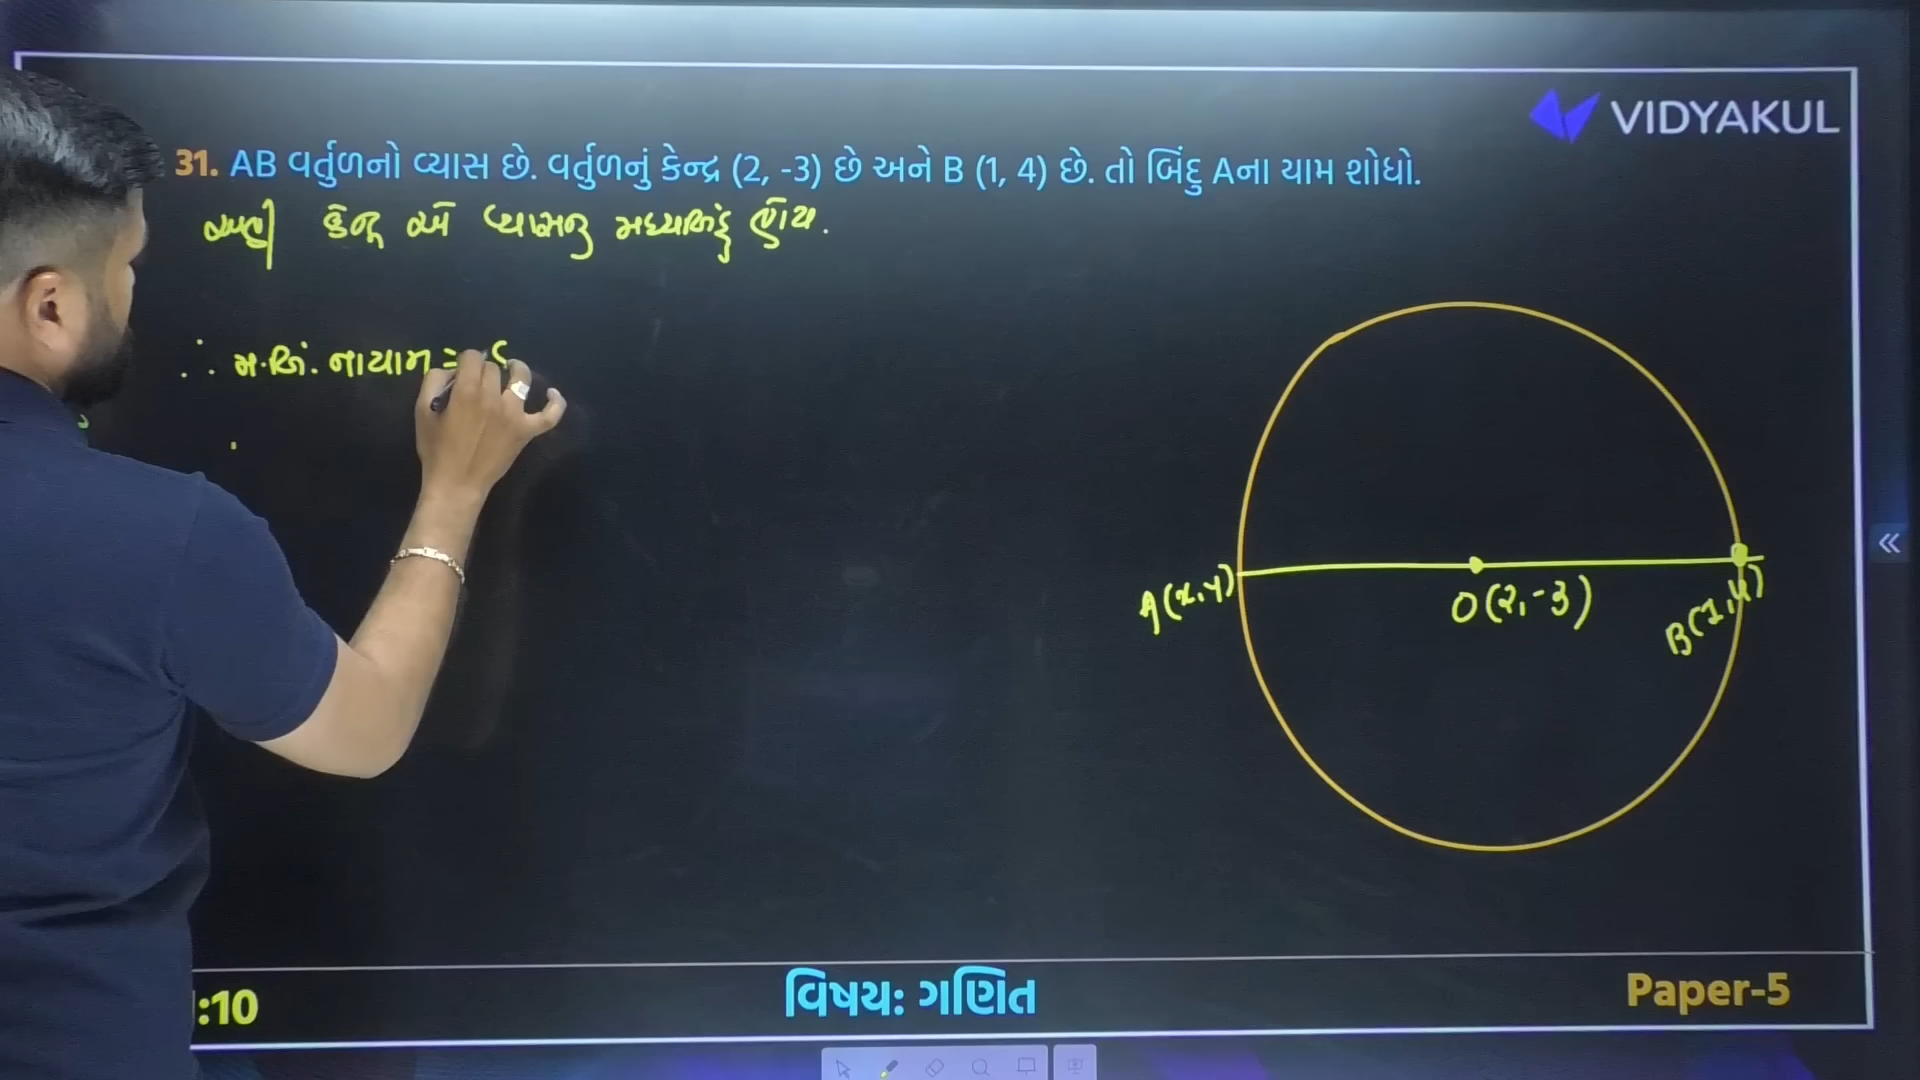 VIDYAKUL
31. AB વર્તુળનો વ્યાસ છે. વર્તુળનું કેન્દ્ર (2, -3) છે અને B (1, 4) છે. તો બિંદુ Aના યામ શોધો.
અહી કેન્દ્ર એ વ્યાસનુ મધ્યબિંદુ હોય.
∴ મ.બિં. નાયામ =
A(x,y)
O(2,-3)
B(1,4)
:10
વિષય: ગણિત
Paper-5